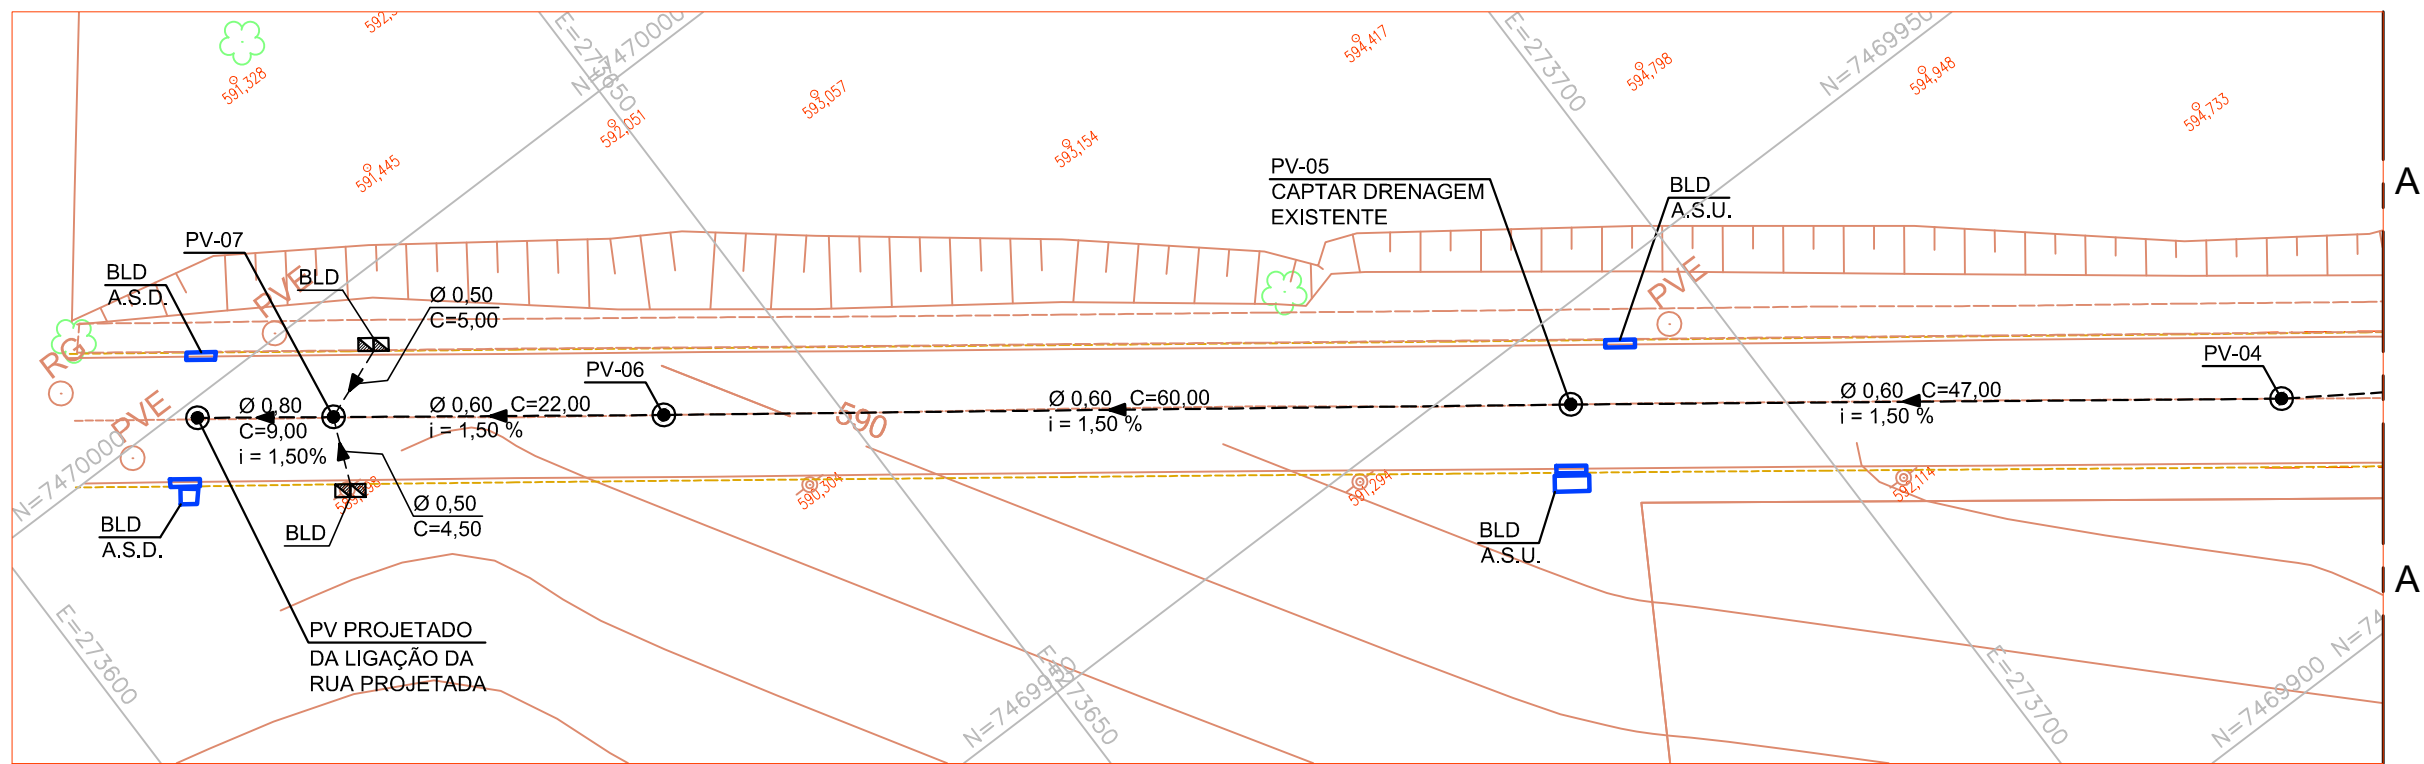 E=273650
N=7470000
E=273700
N=7469950
591,328
593,057
592,051
591,445
593,154
594,417
594,798
594,948
594,733
PV-05
CAPTAR DRENAGEM
EXISTENTE
BLD
A.S.U.
A
PV-07
BLD
A.S.D.
PVE
BLD
Ø 0,50
C=5,00
PVE
RG
PV-06
PV-04
PVE
Ø 0,80
C=9,00
i = 1,50%
Ø 0,60 C=22,00
i = 1,50 %
590
Ø 0,60 C=60,00
i = 1,50 %
Ø 0,60 C=47,00
i = 1,50 %
N=7470000
590,304
591,294
592,114
BLD
A.S.D.
BLD
Ø 0,50
C=4,50
BLD
A.S.U.
A
E=273600
PV PROJETADO
DA LIGAÇÃO DA
RUA PROJETADA
E=273650
E=273700
N=7469900